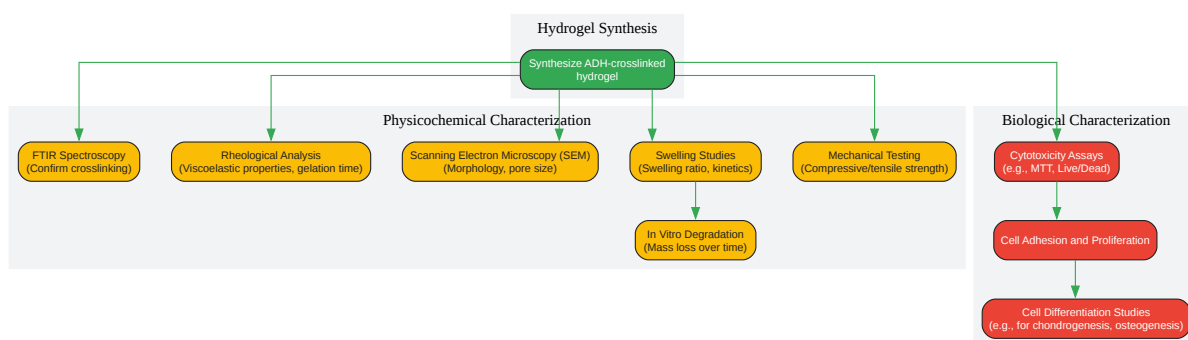 Hydrogel Synthesis
Synthesize ADH-crosslinked
hydrogel
Physicochemical Characterization
Biological Characterization
FTIR Spectroscopy
(Confirm crosslinking)
Rheological Analysis
(Viscoelastic properties, gelation time)
Scanning Electron Microscopy (SEM)
(Morphology, pore size)
Swelling Studies
(Swelling ratio, kinetics)
Mechanical Testing
(Compressive/tensile strength)
Cytotoxicity Assays
(e.g., MTT, Live/Dead)
In Vitro Degradation
(Mass loss over time)
Cell Adhesion and Proliferation
Cell Differentiation Studies
(e.g., for chondrogenesis, osteogenesis)